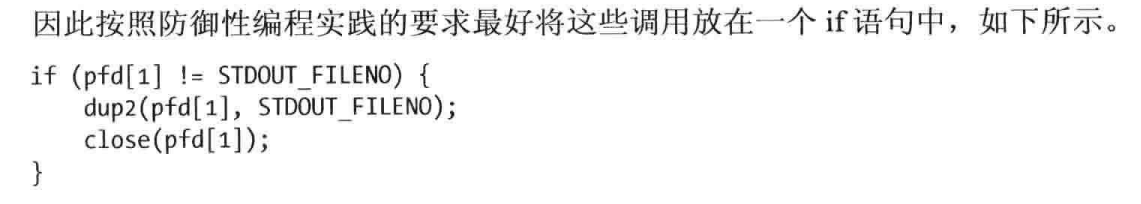 因此按照防御性编程实践的要求最好将这些调用放在一个 if 语句中，如下所示。
if (pfd[1] != STDOUT_FILENO) {
    dup2(pfd[1], STDOUT_FILENO);
    close(pfd[1]);
}